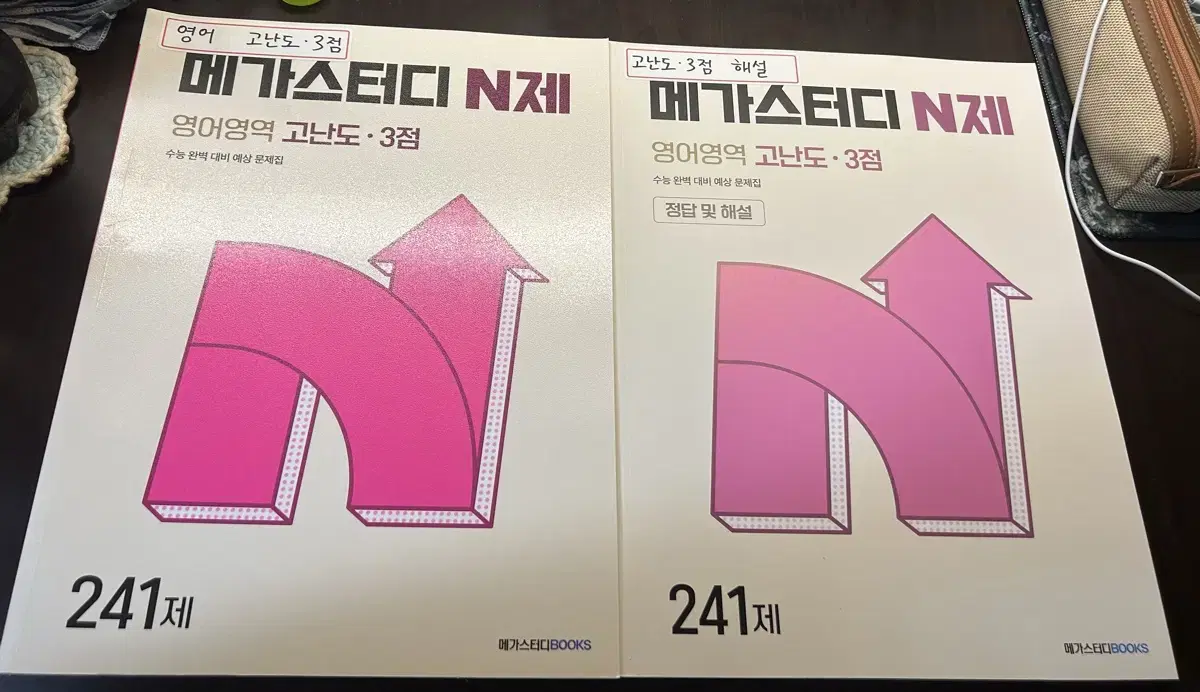 영어 고난도·3점
메가스터디 N제
영어영역 고난도·3점
수능 완벽 대비 예상 문제집
241제
메가스터디BOOKS
고난도·3점 해설
메가스터디 N제
영어영역 고난도·3점
수능 완벽 대비 예상 문제집
정답 및 해설
241제
메가스터디BOOKS